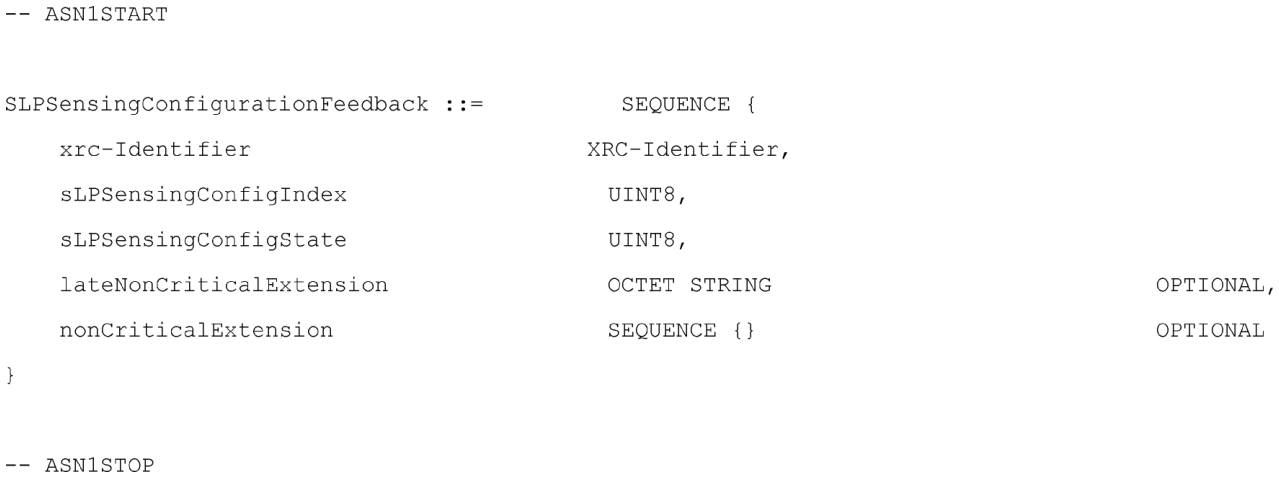 -- ASN1START
SLPSensingConfigurationFeedback ::= SEQUENCE {
xrc-Identifier XRC-Identifier,
sLPSensingConfigIndex UINT8,
sLPSensingConfigState UINT8,
lateNonCriticalExtension OCTET STRING OPTIONAL,
nonCriticalExtension SEQUENCE {} OPTIONAL
}
-- ASN1STOP